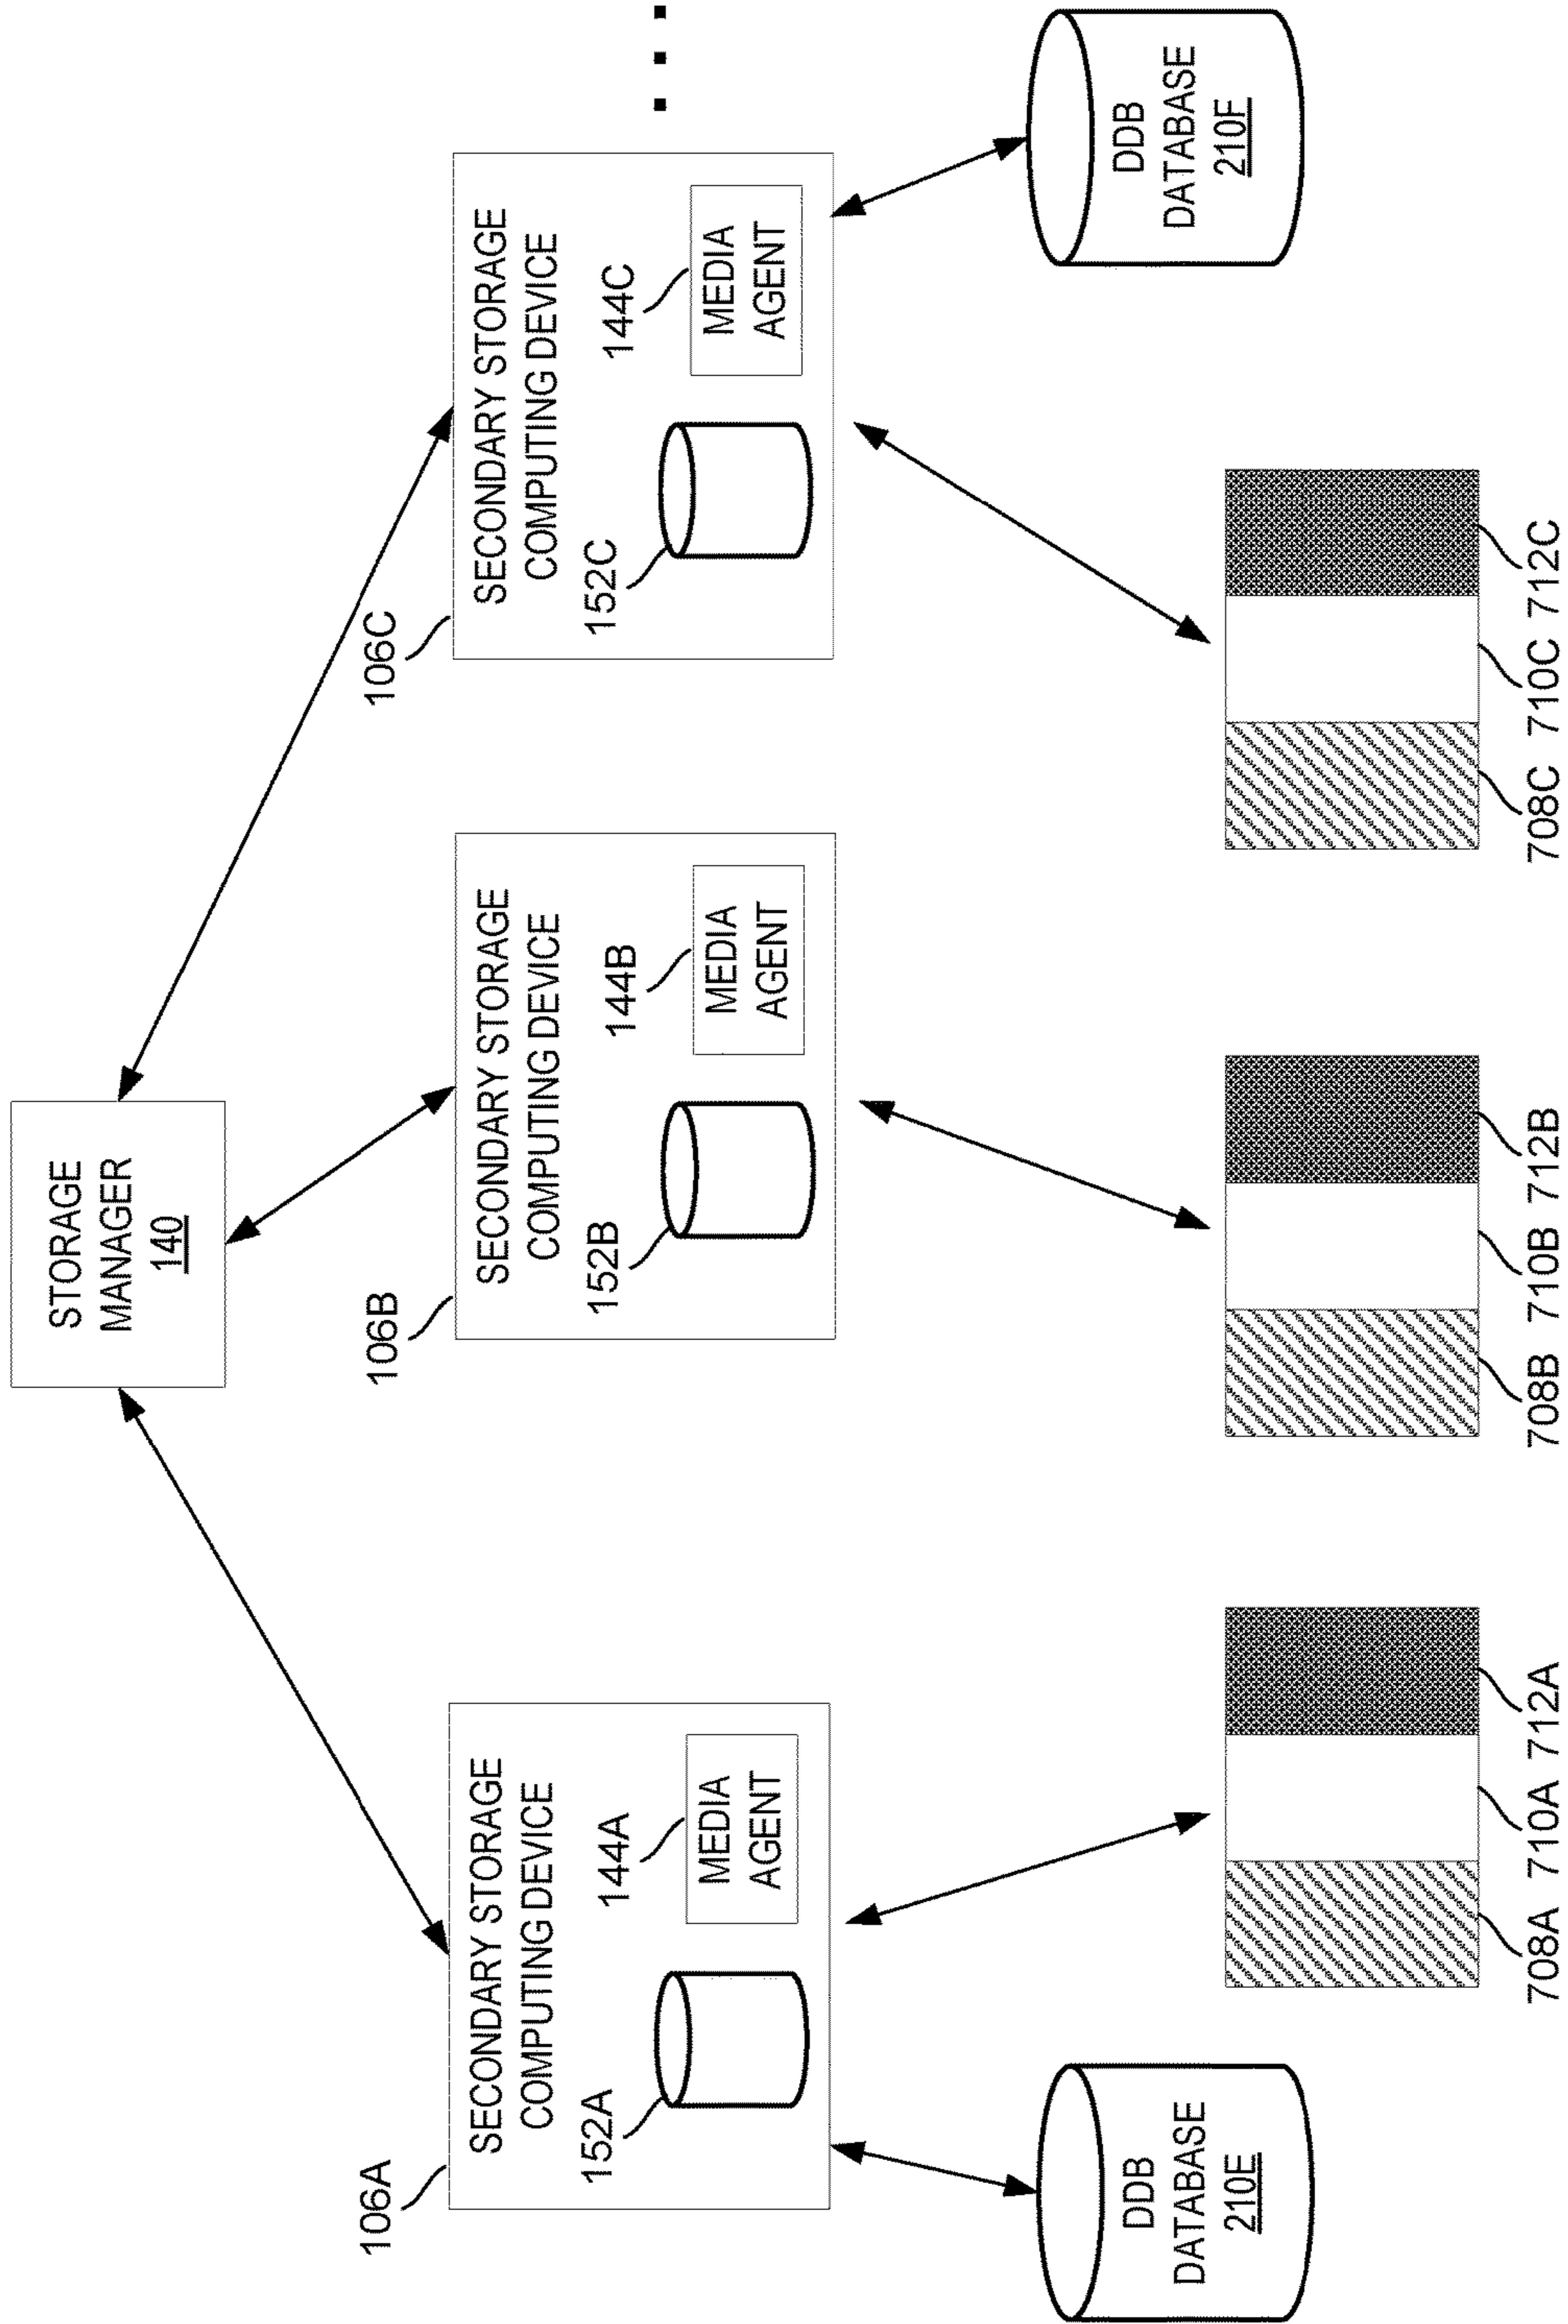 STORAGE
MANAGER
140
106A
SECONDARY STORAGE
COMPUTING DEVICE
152A
144A
MEDIA
AGENT
106B
SECONDARY STORAGE
COMPUTING DEVICE
152B
144B
MEDIA
AGENT
106C
SECONDARY STORAGE
COMPUTING DEVICE
152C
144C
MEDIA
AGENT
DDB
DATABASE
210E
DDB
DATABASE
210F
708A 710A 712A
708B 710B 712B
708C 710C 712C